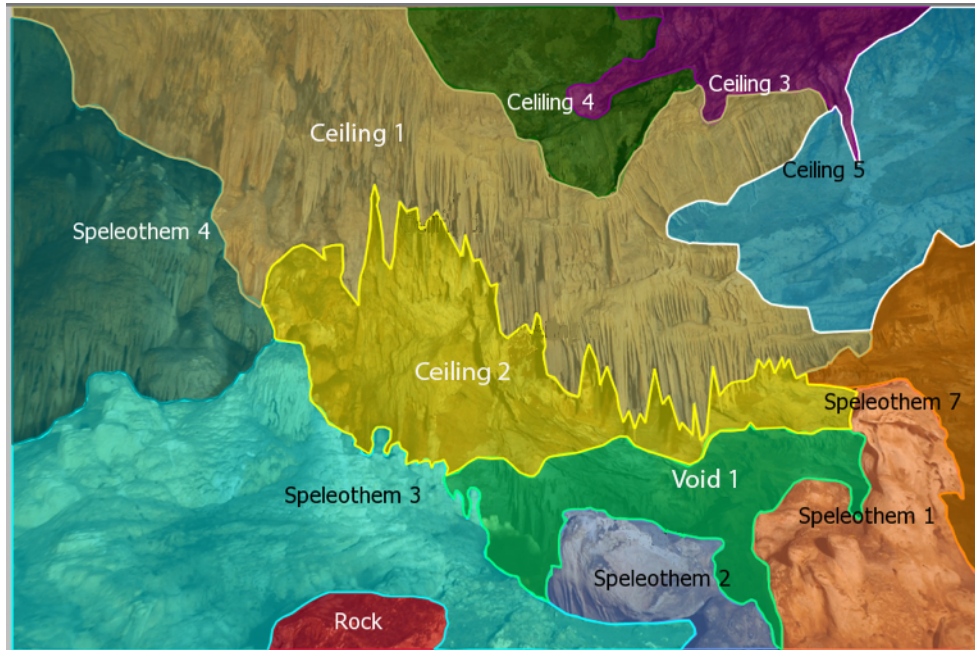 Celiling 4
Ceiling 3
Ceiling 1
Ceiling 5
Speleothem 4
Ceiling 2
Speleothem 7
Void 1
Speleothem 3
Speleothem 1
Speleothem 2
Rock